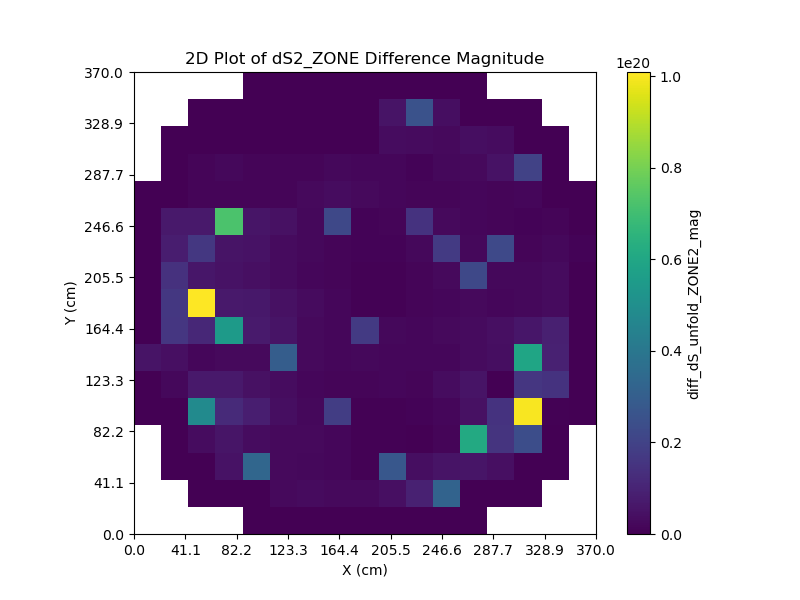 2D Plot of dS2_ZONE Difference Magnitude
1e20
370.0
328.9
287.7
246.6
205.5
164.4
123.3
82.2
41.1
0.0
Y (cm)
0.0 41.1 82.2 123.3 164.4 205.5 246.6 287.7 328.9 370.0
X (cm)
1.0
0.8
0.6
0.4
0.2
0.0
diff_dS_unfold_ZONE2_mag